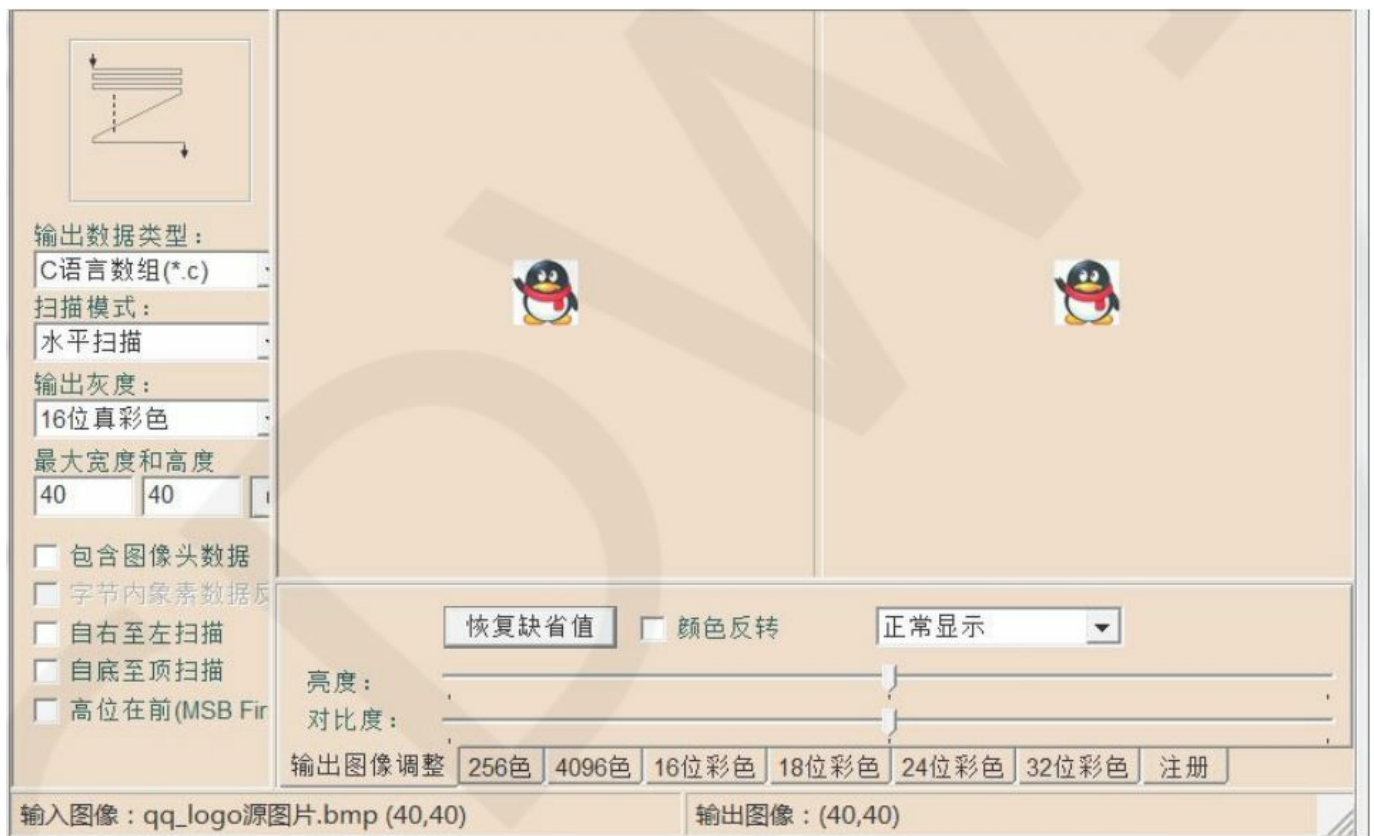 输出数据类型：
C语言数组(*.c)
扫描模式：
水平扫描
输出灰度：
16位真彩色
最大宽度和高度
40 40
包含图像头数据
字节内象素数据反
自右至左扫描
自底至顶扫描
高位在前(MSB Fir
恢复缺省值 颜色反转 正常显示
亮度：
对比度：
输出图像调整 256色 4096色 16位彩色 18位彩色 24位彩色 32位彩色 注册
输入图像：qq_logo源图片.bmp (40,40) 输出图像：(40,40)